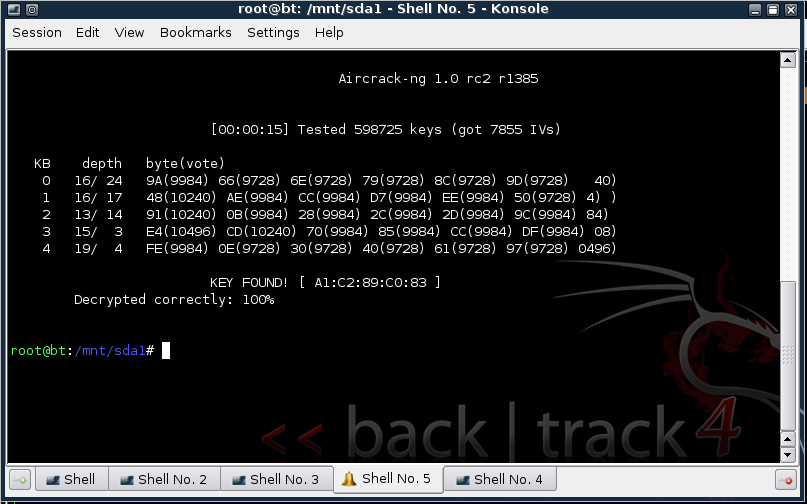 root@bt: /mnt/sda1 - Shell No. 5 - Konsole
Session Edit View Bookmarks Settings Help
Aircrack-ng 1.0 rc2 r1385
[00:00:15] Tested 598725 keys (got 7855 IVs)
KB depth byte(vote)
0 16/ 24 9A(9984) 66(9728) 6E(9728) 79(9728) 8C(9728) 9D(9728) 40)
1 16/ 17 48(10240) AE(9984) CC(9984) D7(9984) EE(9984) 50(9728) 4) )
2 13/ 14 91(10240) 0B(9984) 28(9984) 2C(9984) 2D(9984) 9C(9984) 84)
3 15/ 3 E4(10496) CD(10240) 70(9984) 85(9984) CC(9984) DF(9984) 08)
4 19/ 4 FE(9984) 0E(9728) 30(9728) 40(9728) 61(9728) 97(9728) 0496)
KEY FOUND! [ A1:C2:89:C0:83 ]
Decrypted correctly: 100%
root@bt:/mnt/sda1#
<< back | track 4
Shell Shell No. 2 Shell No. 3 Shell No. 5 Shell No. 4